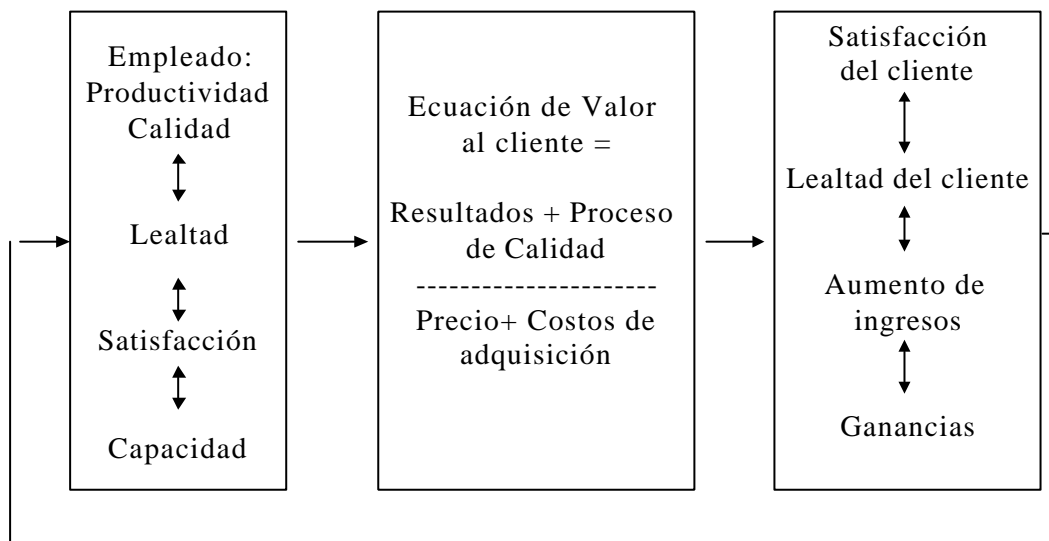 Empleado:
Productividad
Calidad
Lealtad
Satisfacción
Capacidad
Ecuación de Valor
al cliente =
Resultados + Proceso
de Calidad
-----------------------
Precio+ Costos de
adquisición
Satisfacción
del cliente
Lealtad del cliente
Aumento de
ingresos
Ganancias